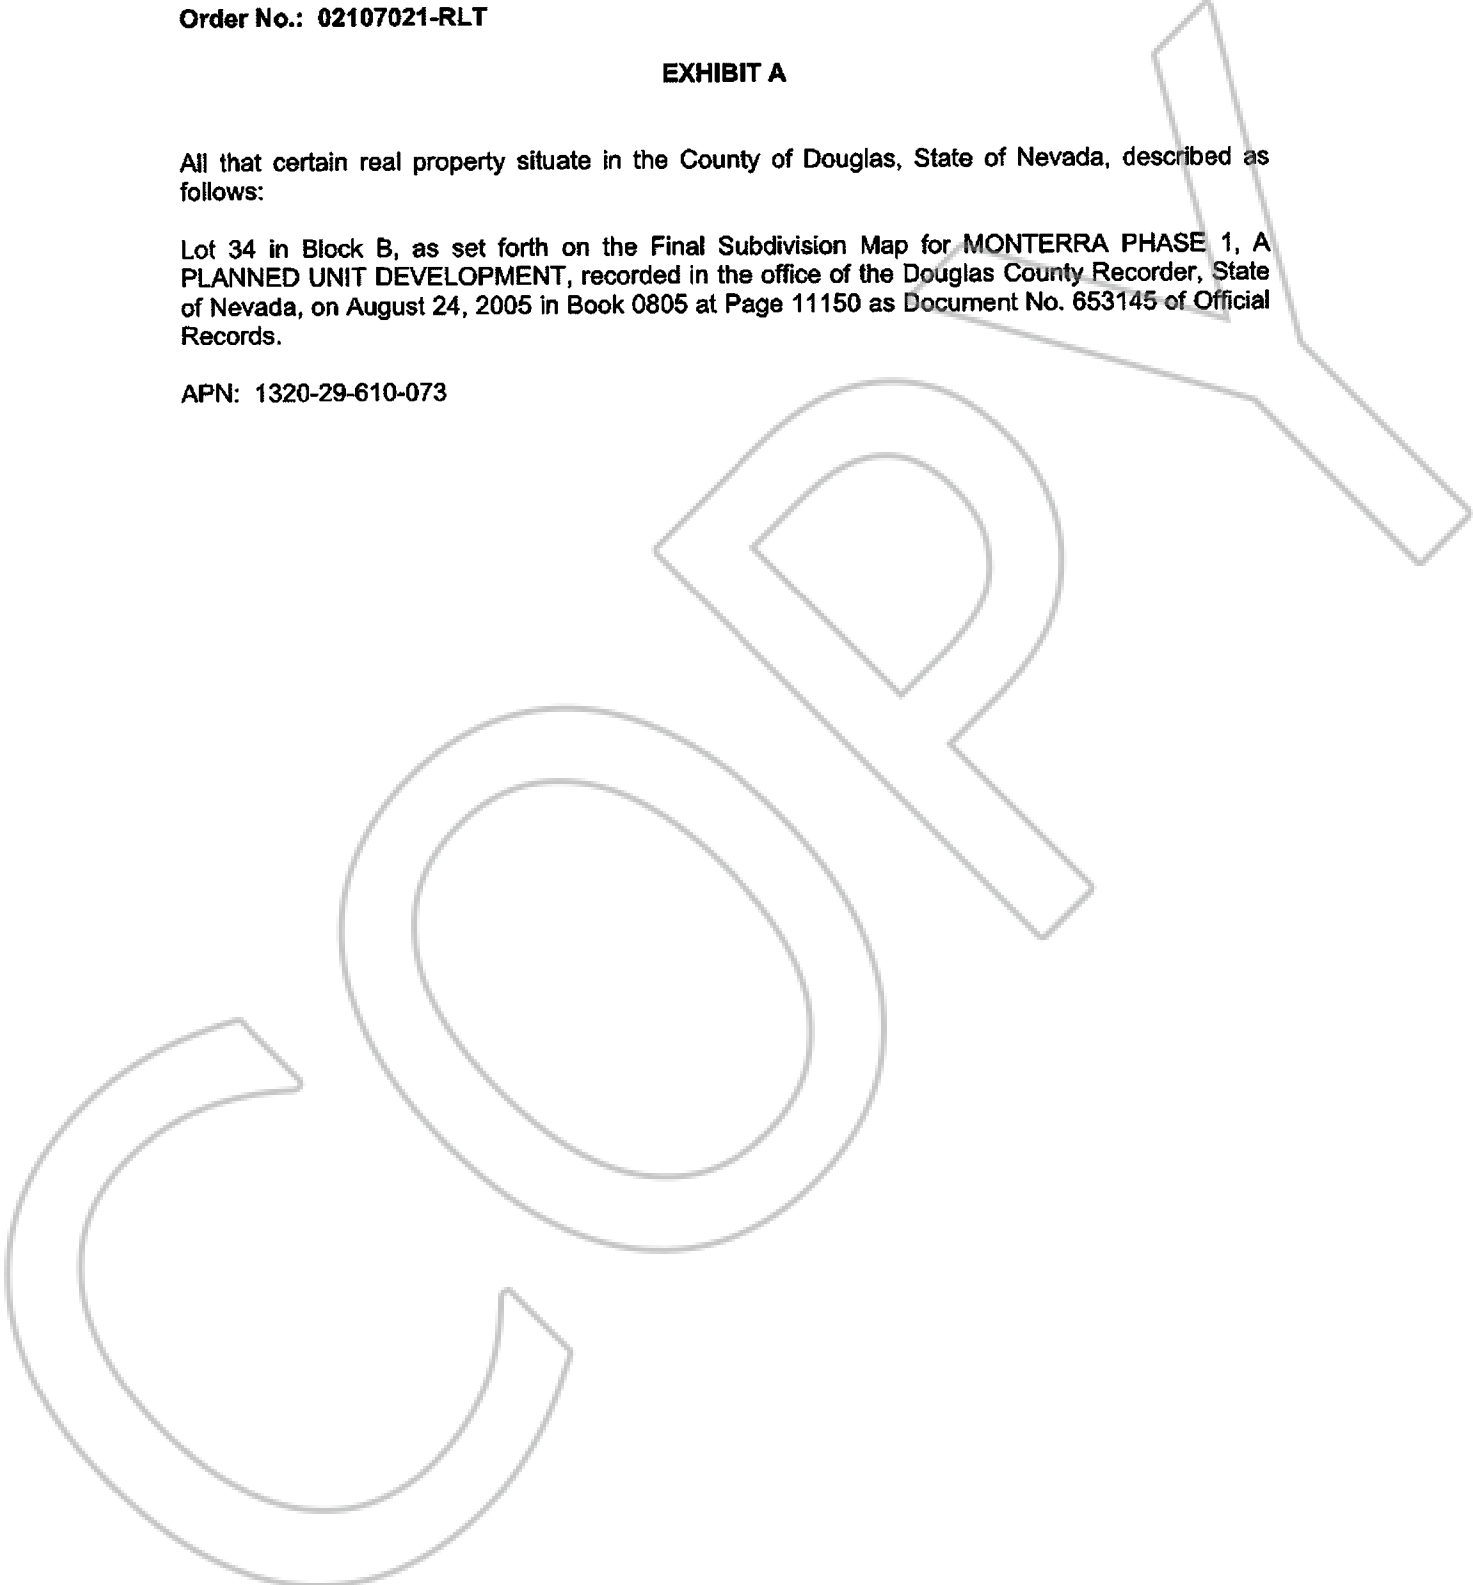 Order No.: 02107021-RLT
EXHIBIT A
All that certain real property situate in the County of Douglas, State of Nevada, described as
follows:
Lot 34 in Block B, as set forth on the Final Subdivision Map for MONTERRA PHASE 1, A
PLANNED UNIT DEVELOPMENT, recorded in the office of the Douglas County Recorder, State
of Nevada, on August 24, 2005 in Book 0805 at Page 11150 as Document No. 653145 of Official
Records.
APN: 1320-29-610-073
COPY